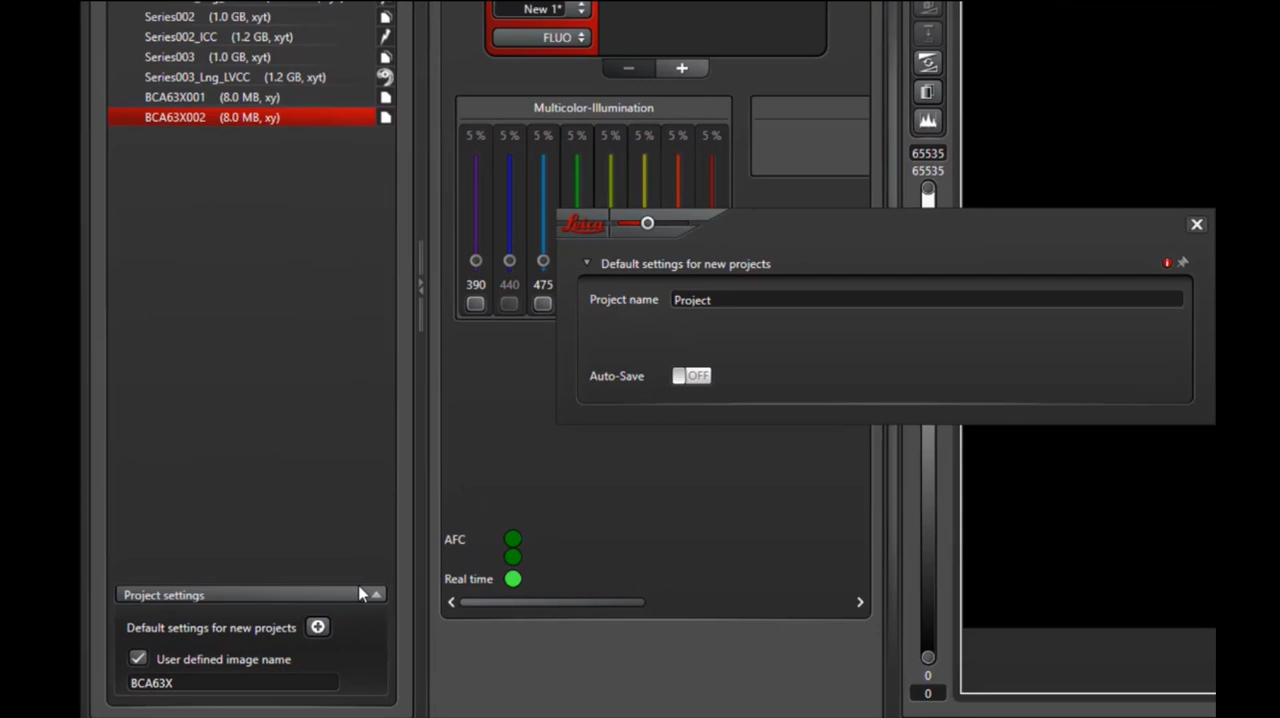 Series002 (1.0 GB, xyt)
Series002_ICC (1.2 GB, xyt)
Series003 (1.0 GB, xyt)
Series003_Lng_LVCC (1.2 GB, xyt)
BCA63X001 (8.0 MB, xy)
BCA63X002 (8.0 MB, xy)
Project settings
Default settings for new projects
User defined image name
BCA63X
New 1*
FLUO
Multicolor-Illumination
5 % 5 % 5 % 5 % 5 % 5 % 5 % 5 %
390 440 475
AFC
Real time
65535
65535
Leica
Default settings for new projects
Project name Project
Auto-Save OFF
0
0